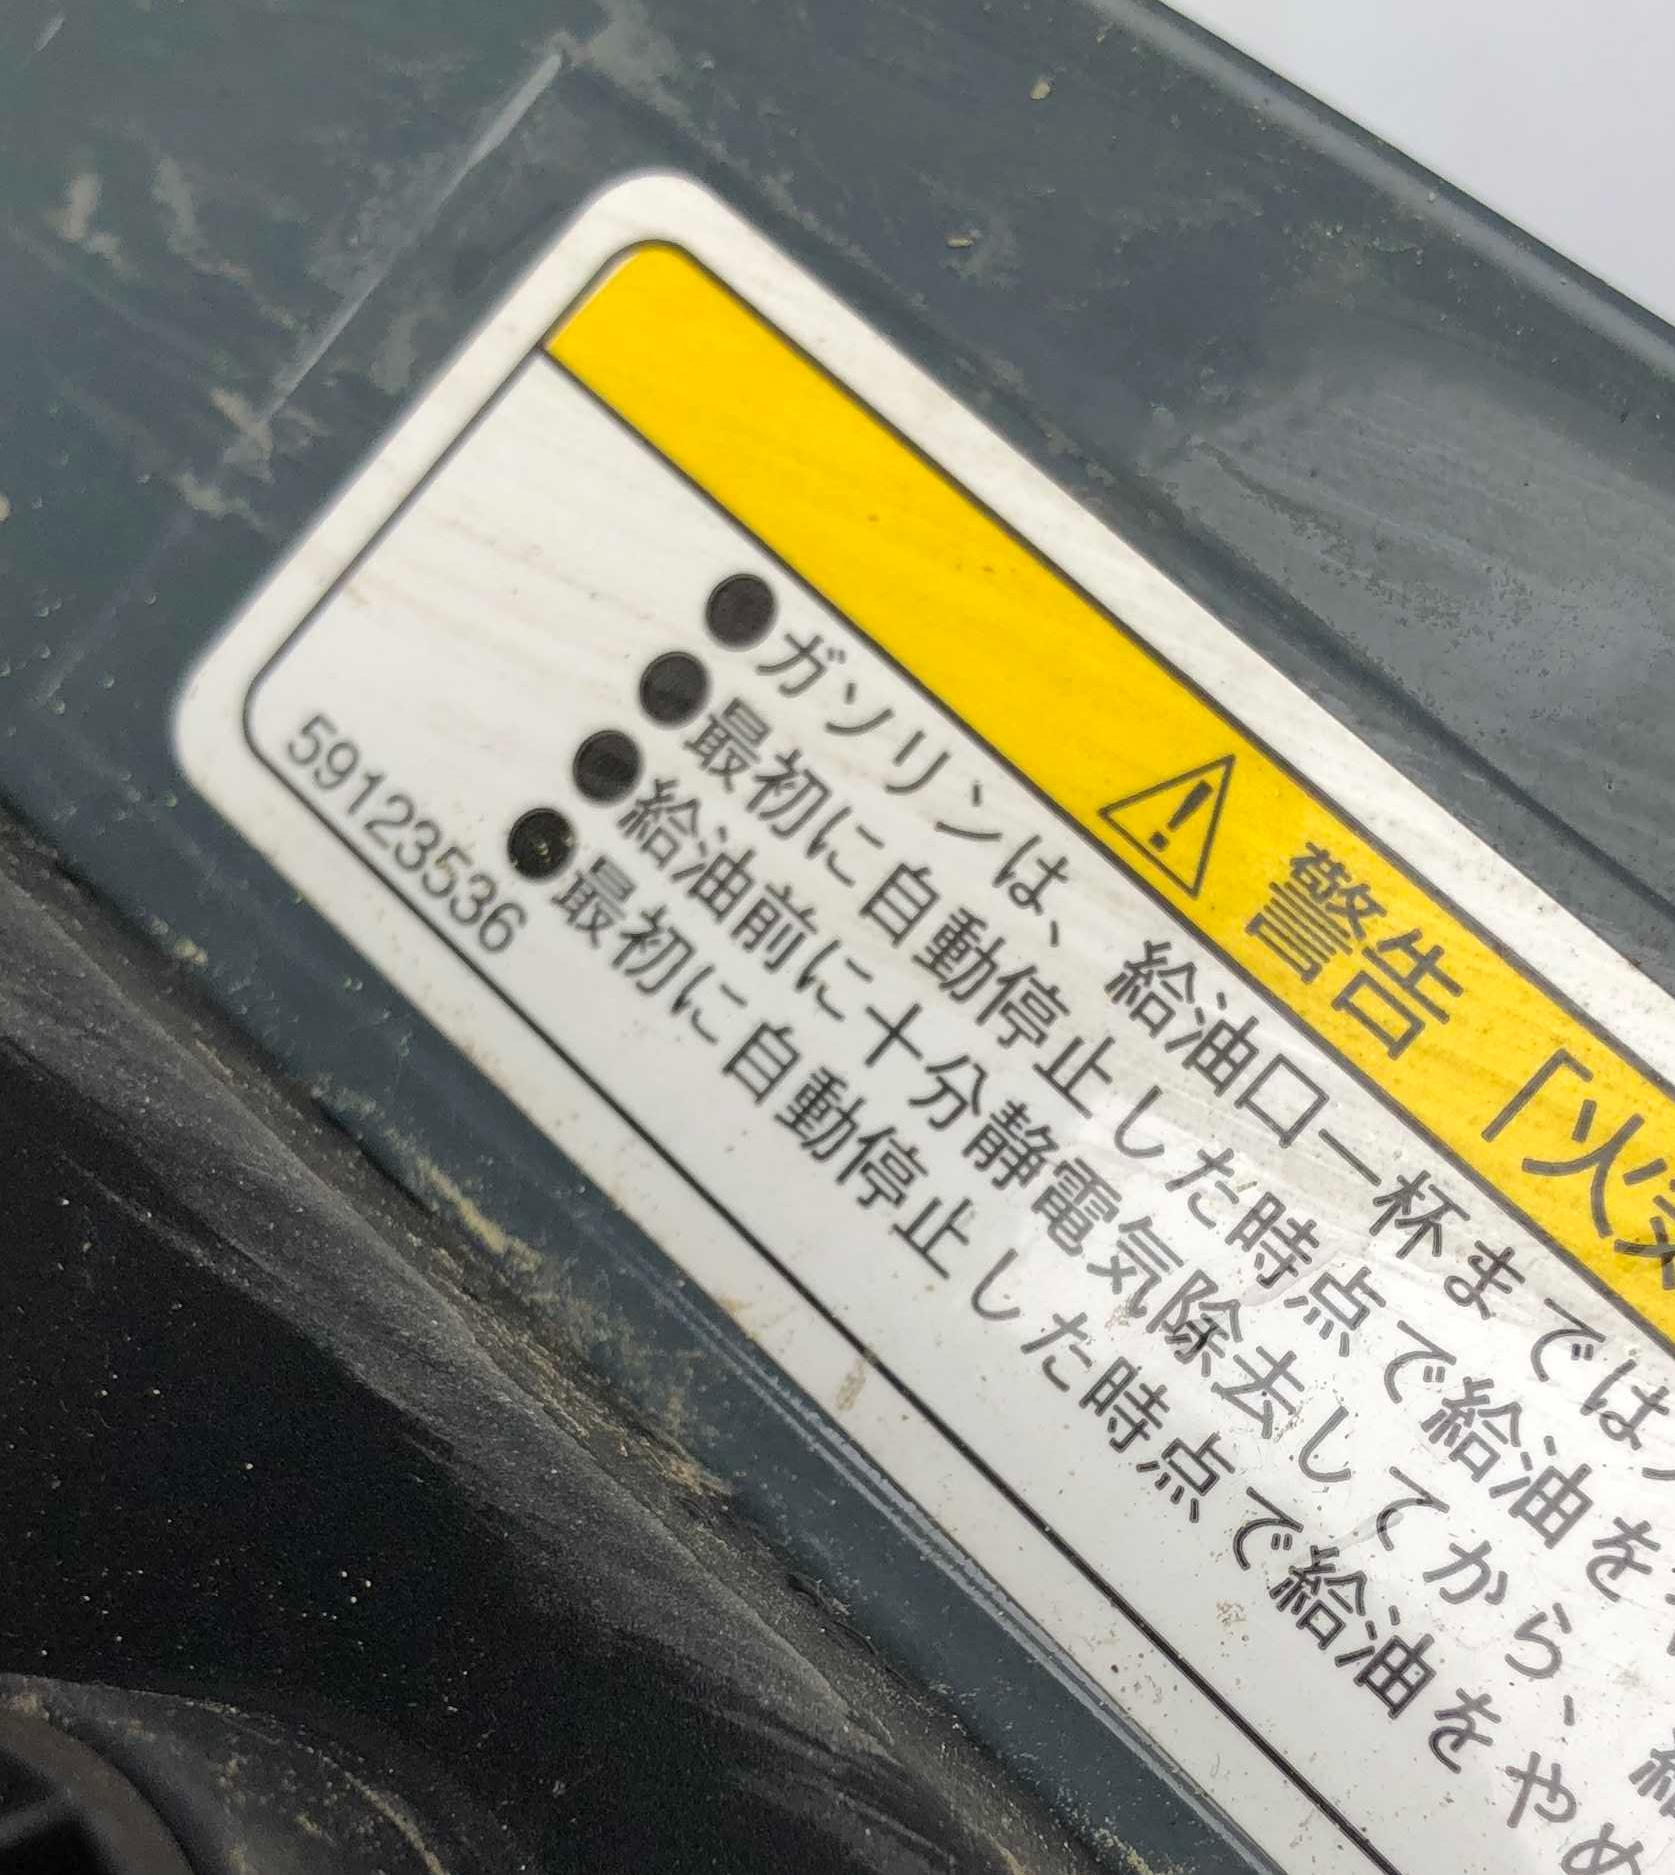 警告「火気
●ガソリンは、給油口一杯までは
●最初に自動停止した時点で給油を
●給油前に十分静電気除去してから、給
●最初に自動停止した時点で給油をやめ
59123536